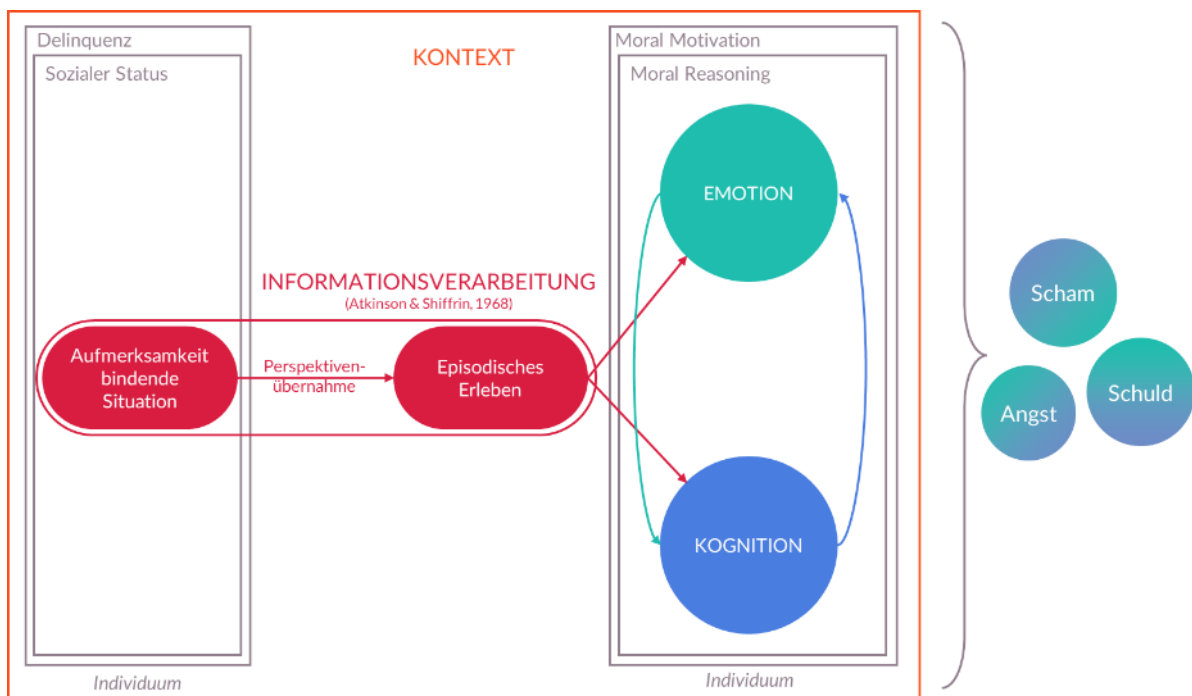 Delinquenz
Sozialer Status
KONTEXT
Moral Motivation
Moral Reasoning
EMOTION
INFORMATIONSVERARBEITUNG
(Atkinson & Shiffrin, 1968)
Aufmerksamkeit
bindende
Situation
Perspektiven-
übernahme
Episodisches
Erleben
KOGNITION
Individuum
Individuum
Scham
Angst
Schuld